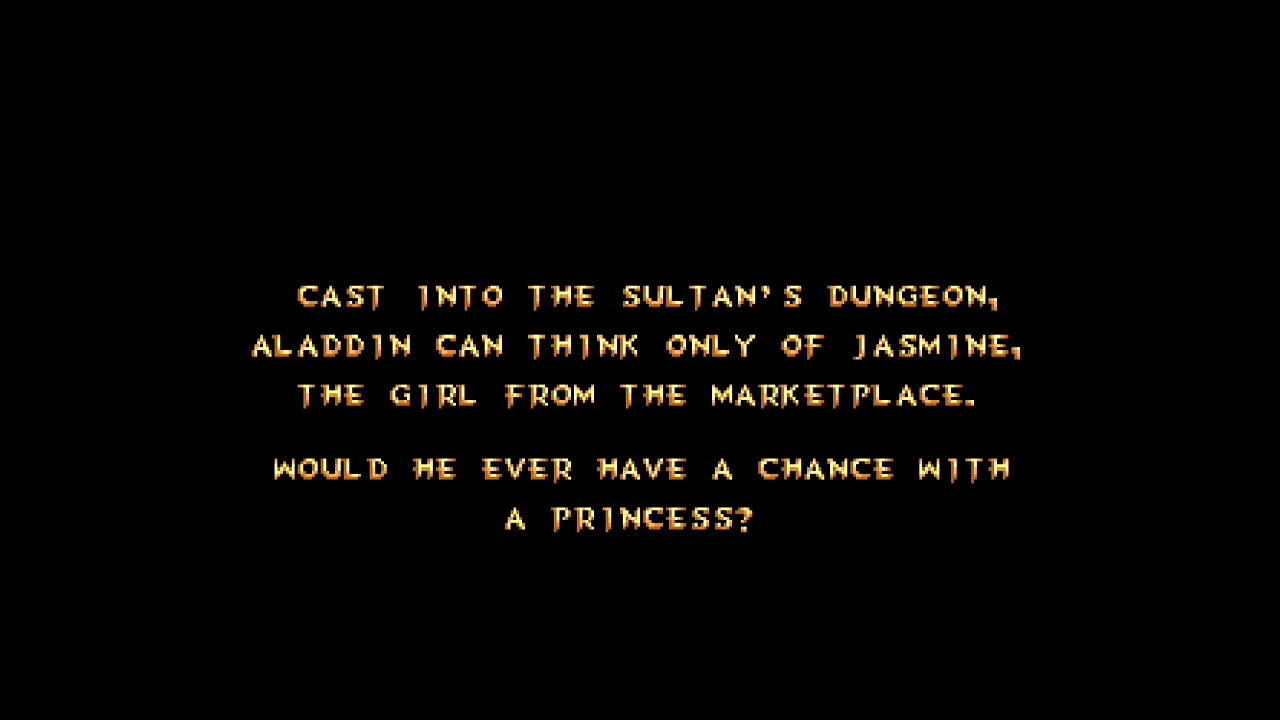 CAST INTO THE SULTAN'S DUNGEON,
ALADDIN CAN THINK ONLY OF JASMINE,
THE GIRL FROM THE MARKETPLACE.
WOULD HE EVER HAVE A CHANCE WITH
A PRINCESS?